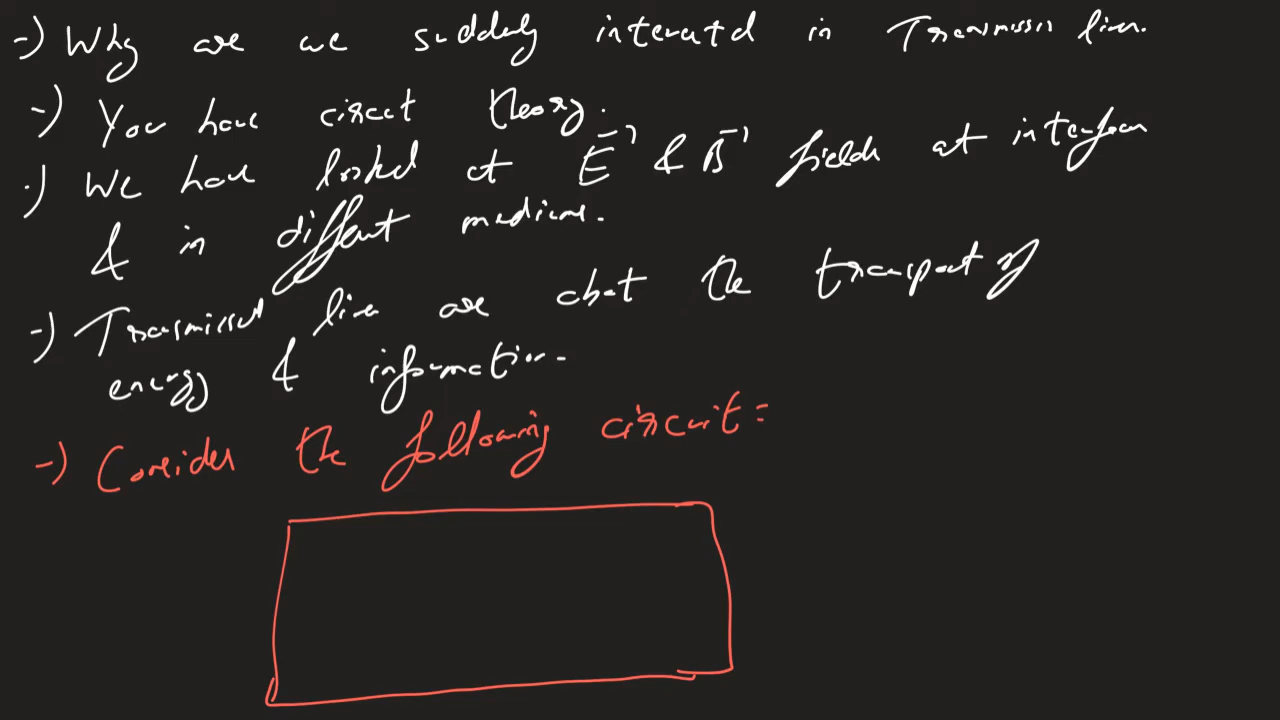 -) Why are we suddenly interested in Transmission lines.
-) You have circuit theory.
-) We have looked at E & B fields at interfaces
& in different mediums.
-) Transmission lines are about the transport of
energy & information.
-) Consider the following circuit: